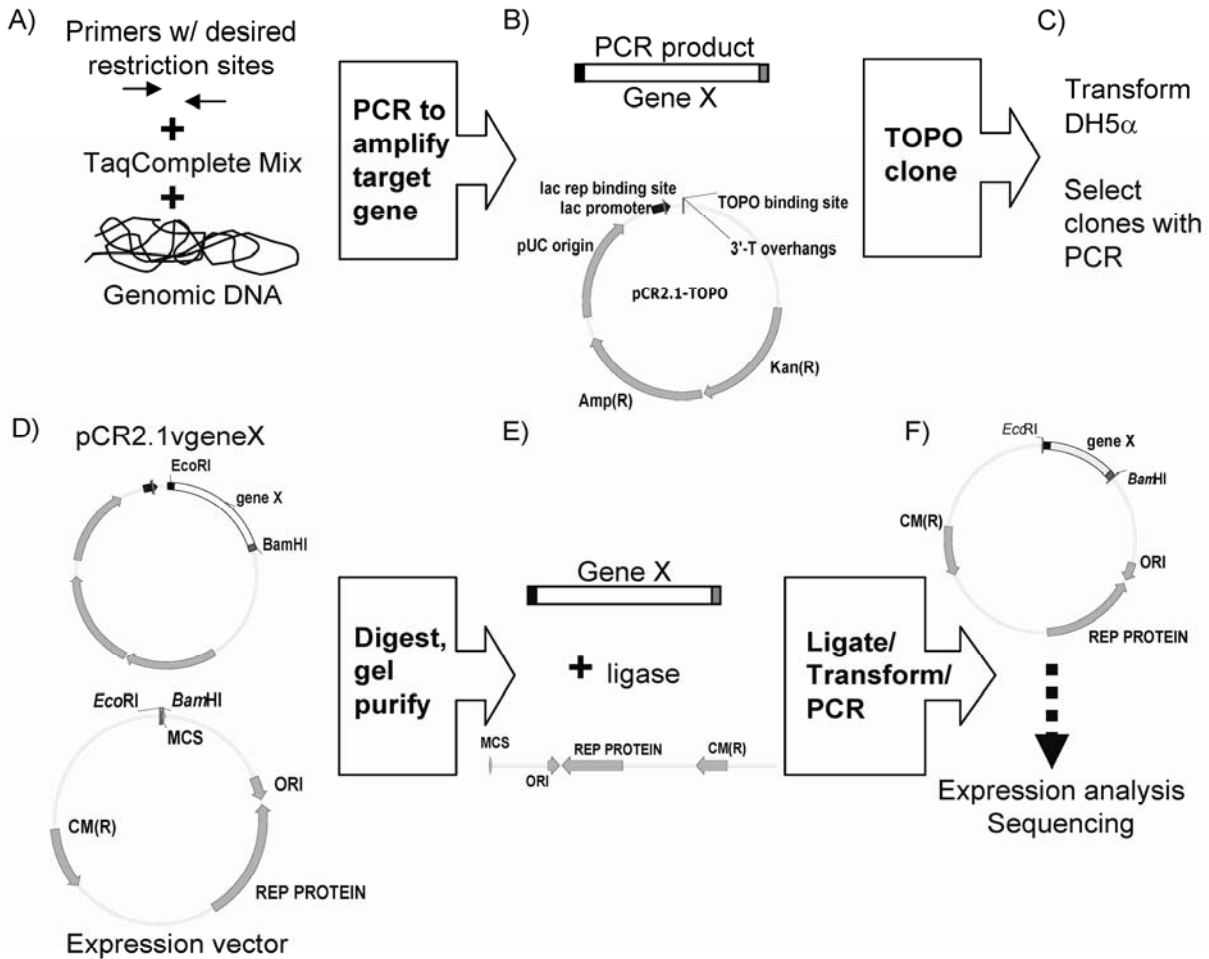 A)
Primers w/ desired
restriction sites
+
TaqComplete Mix
+
Genomic DNA
PCR to
amplify
target
gene
B)
PCR product
Gene X
lac rep binding site
lac promoter
TOPO binding site
3'-T overhangs
pUC origin
pCR2.1-TOPO
Kan(R)
Amp(R)
TOPO
clone
C)
Transform
DH5α
Select
clones with
PCR
D)
pCR2.1vgeneX
EcoRI
gene X
BamHI
EcoRI
BamHI
MCS
ORI
CM(R)
REP PROTEIN
Expression vector
Digest,
gel
purify
E)
Gene X
+ ligase
MCS
REP PROTEIN
CM(R)
ORI
Ligate/
Transform/
PCR
F)
EcoRI
gene X
BamHI
CM(R)
ORI
REP PROTEIN
Expression analysis
Sequencing